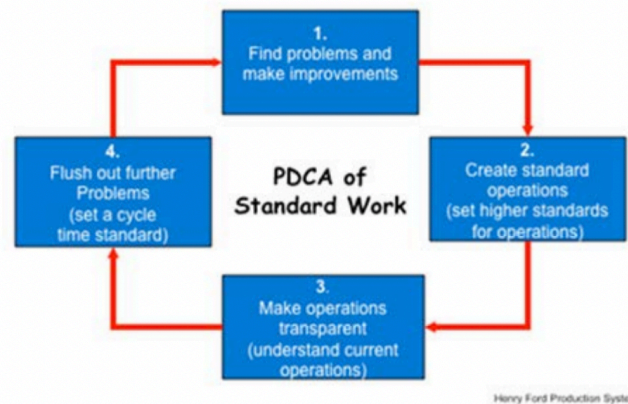 1.
Find problems and
make improvements
2.
Create standard
operations
(set higher standards
for operations)
3.
Make operations
transparent
(understand current
operations)
4.
Flush out further
Problems
(set a cycle
time standard)
PDCA of
Standard Work
Henry Ford Production Syste